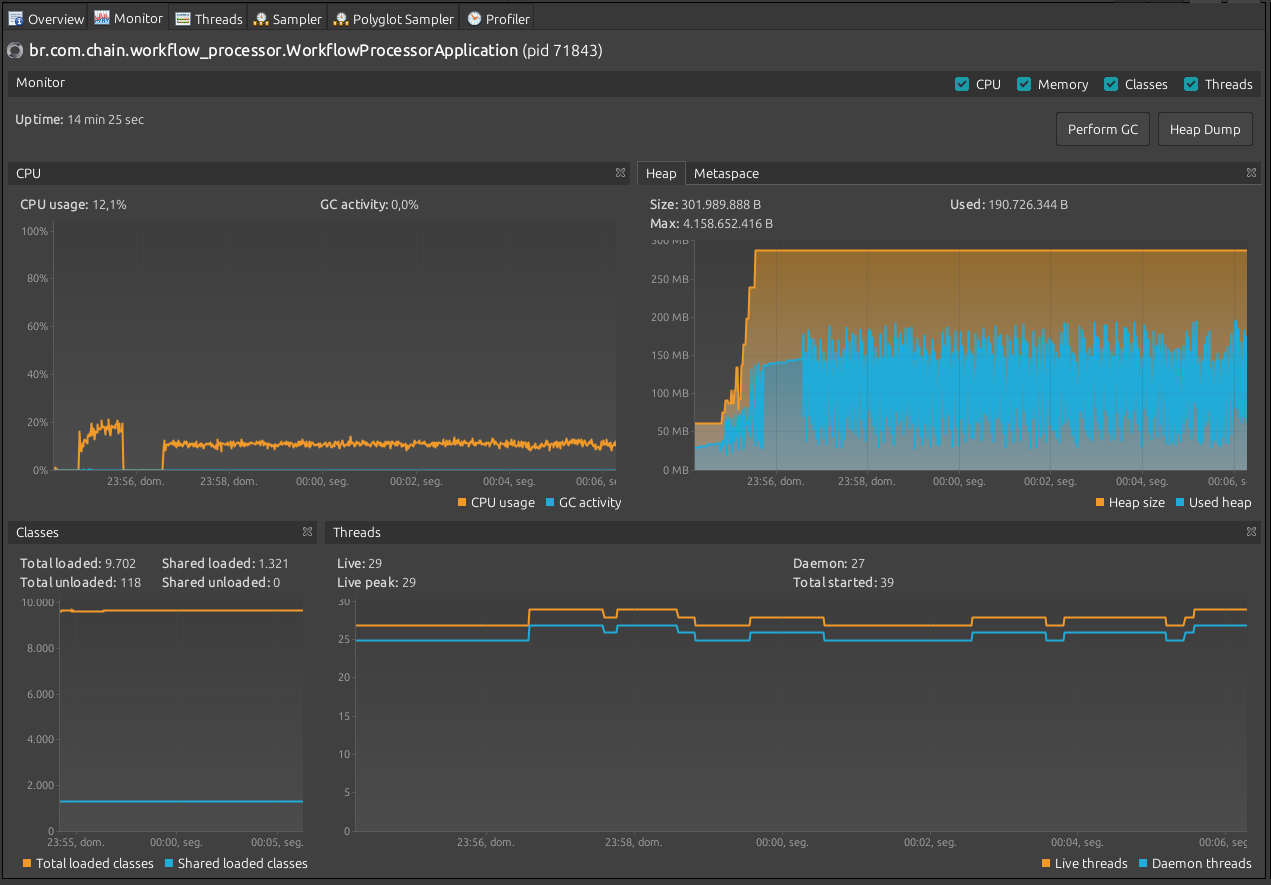 Overview Monitor Threads Sampler Polyglot Sampler Profiler
br.com.chain.workflow_processor.WorkflowProcessorApplication (pid 71843)
Monitor CPU Memory Classes Threads
Uptime: 14 min 25 sec
Perform GC Heap Dump
CPU
CPU usage: 12,1% GC activity: 0,0%
100%
80%
60%
40%
20%
0%
23:56, dom. 23:58, dom. 00:00, seg. 00:02, seg. 00:04, seg. 00:06, s
CPU usage GC activity
Heap Metaspace
Size: 301.989.888 B Used: 190.726.344 B
Max: 4.158.652.416 B
300 MB
250 MB
200 MB
150 MB
100 MB
50 MB
0 MB
23:56, dom. 23:58, dom. 00:00, seg. 00:02, seg. 00:04, seg. 00:06, s
Heap size Used heap
Classes
Total loaded: 9.702 Shared loaded: 1.321
Total unloaded: 118 Shared unloaded: 0
10.000
8.000
6.000
4.000
2.000
0
23:55, dom. 00:00, seg. 00:05, seg.
Total loaded classes Shared loaded classes
Threads
Live: 29 Daemon: 27
Live peak: 29 Total started: 39
30
25
20
15
10
5
0
23:56, dom. 23:58, dom. 00:00, seg. 00:02, seg. 00:04, seg. 00:06, seg
Live threads Daemon threads